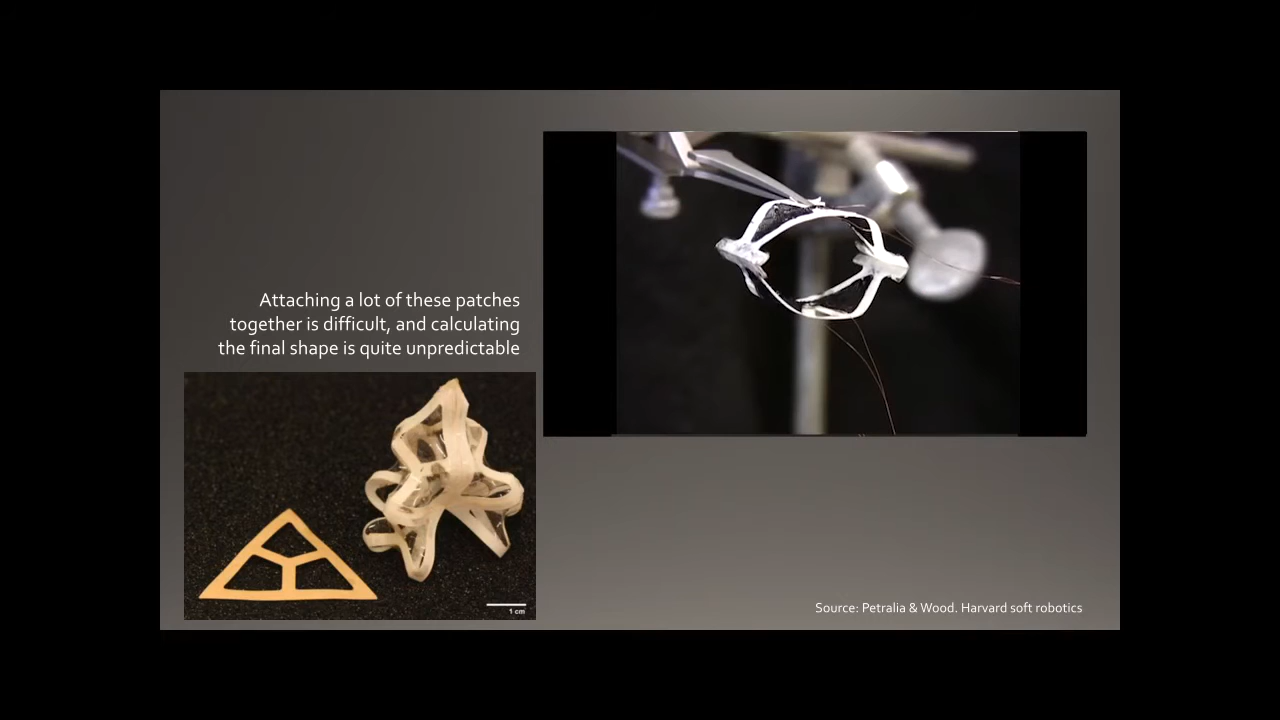 Attaching a lot of these patches
together is difficult, and calculating
the final shape is quite unpredictable
1 cm
Source: Petralia & Wood. Harvard soft robotics